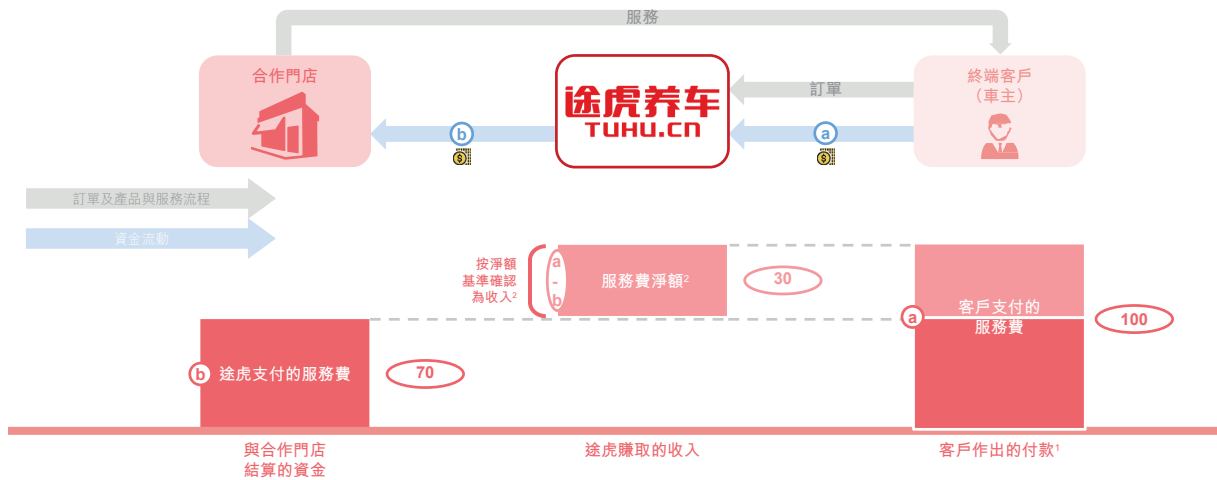 服務
合作門店
途虎养车
TUHU.CN
訂單
終端客戶
（車主）
b
a
訂單及產品與服務流程
資金流動
按淨額
基準確認
為收入²
a
-
b
服務費淨額²
30
客戶支付的
服務費
a
100
b
途虎支付的服務費
70
與合作門店
結算的資金
途虎賺取的收入
客戶作出的付款¹